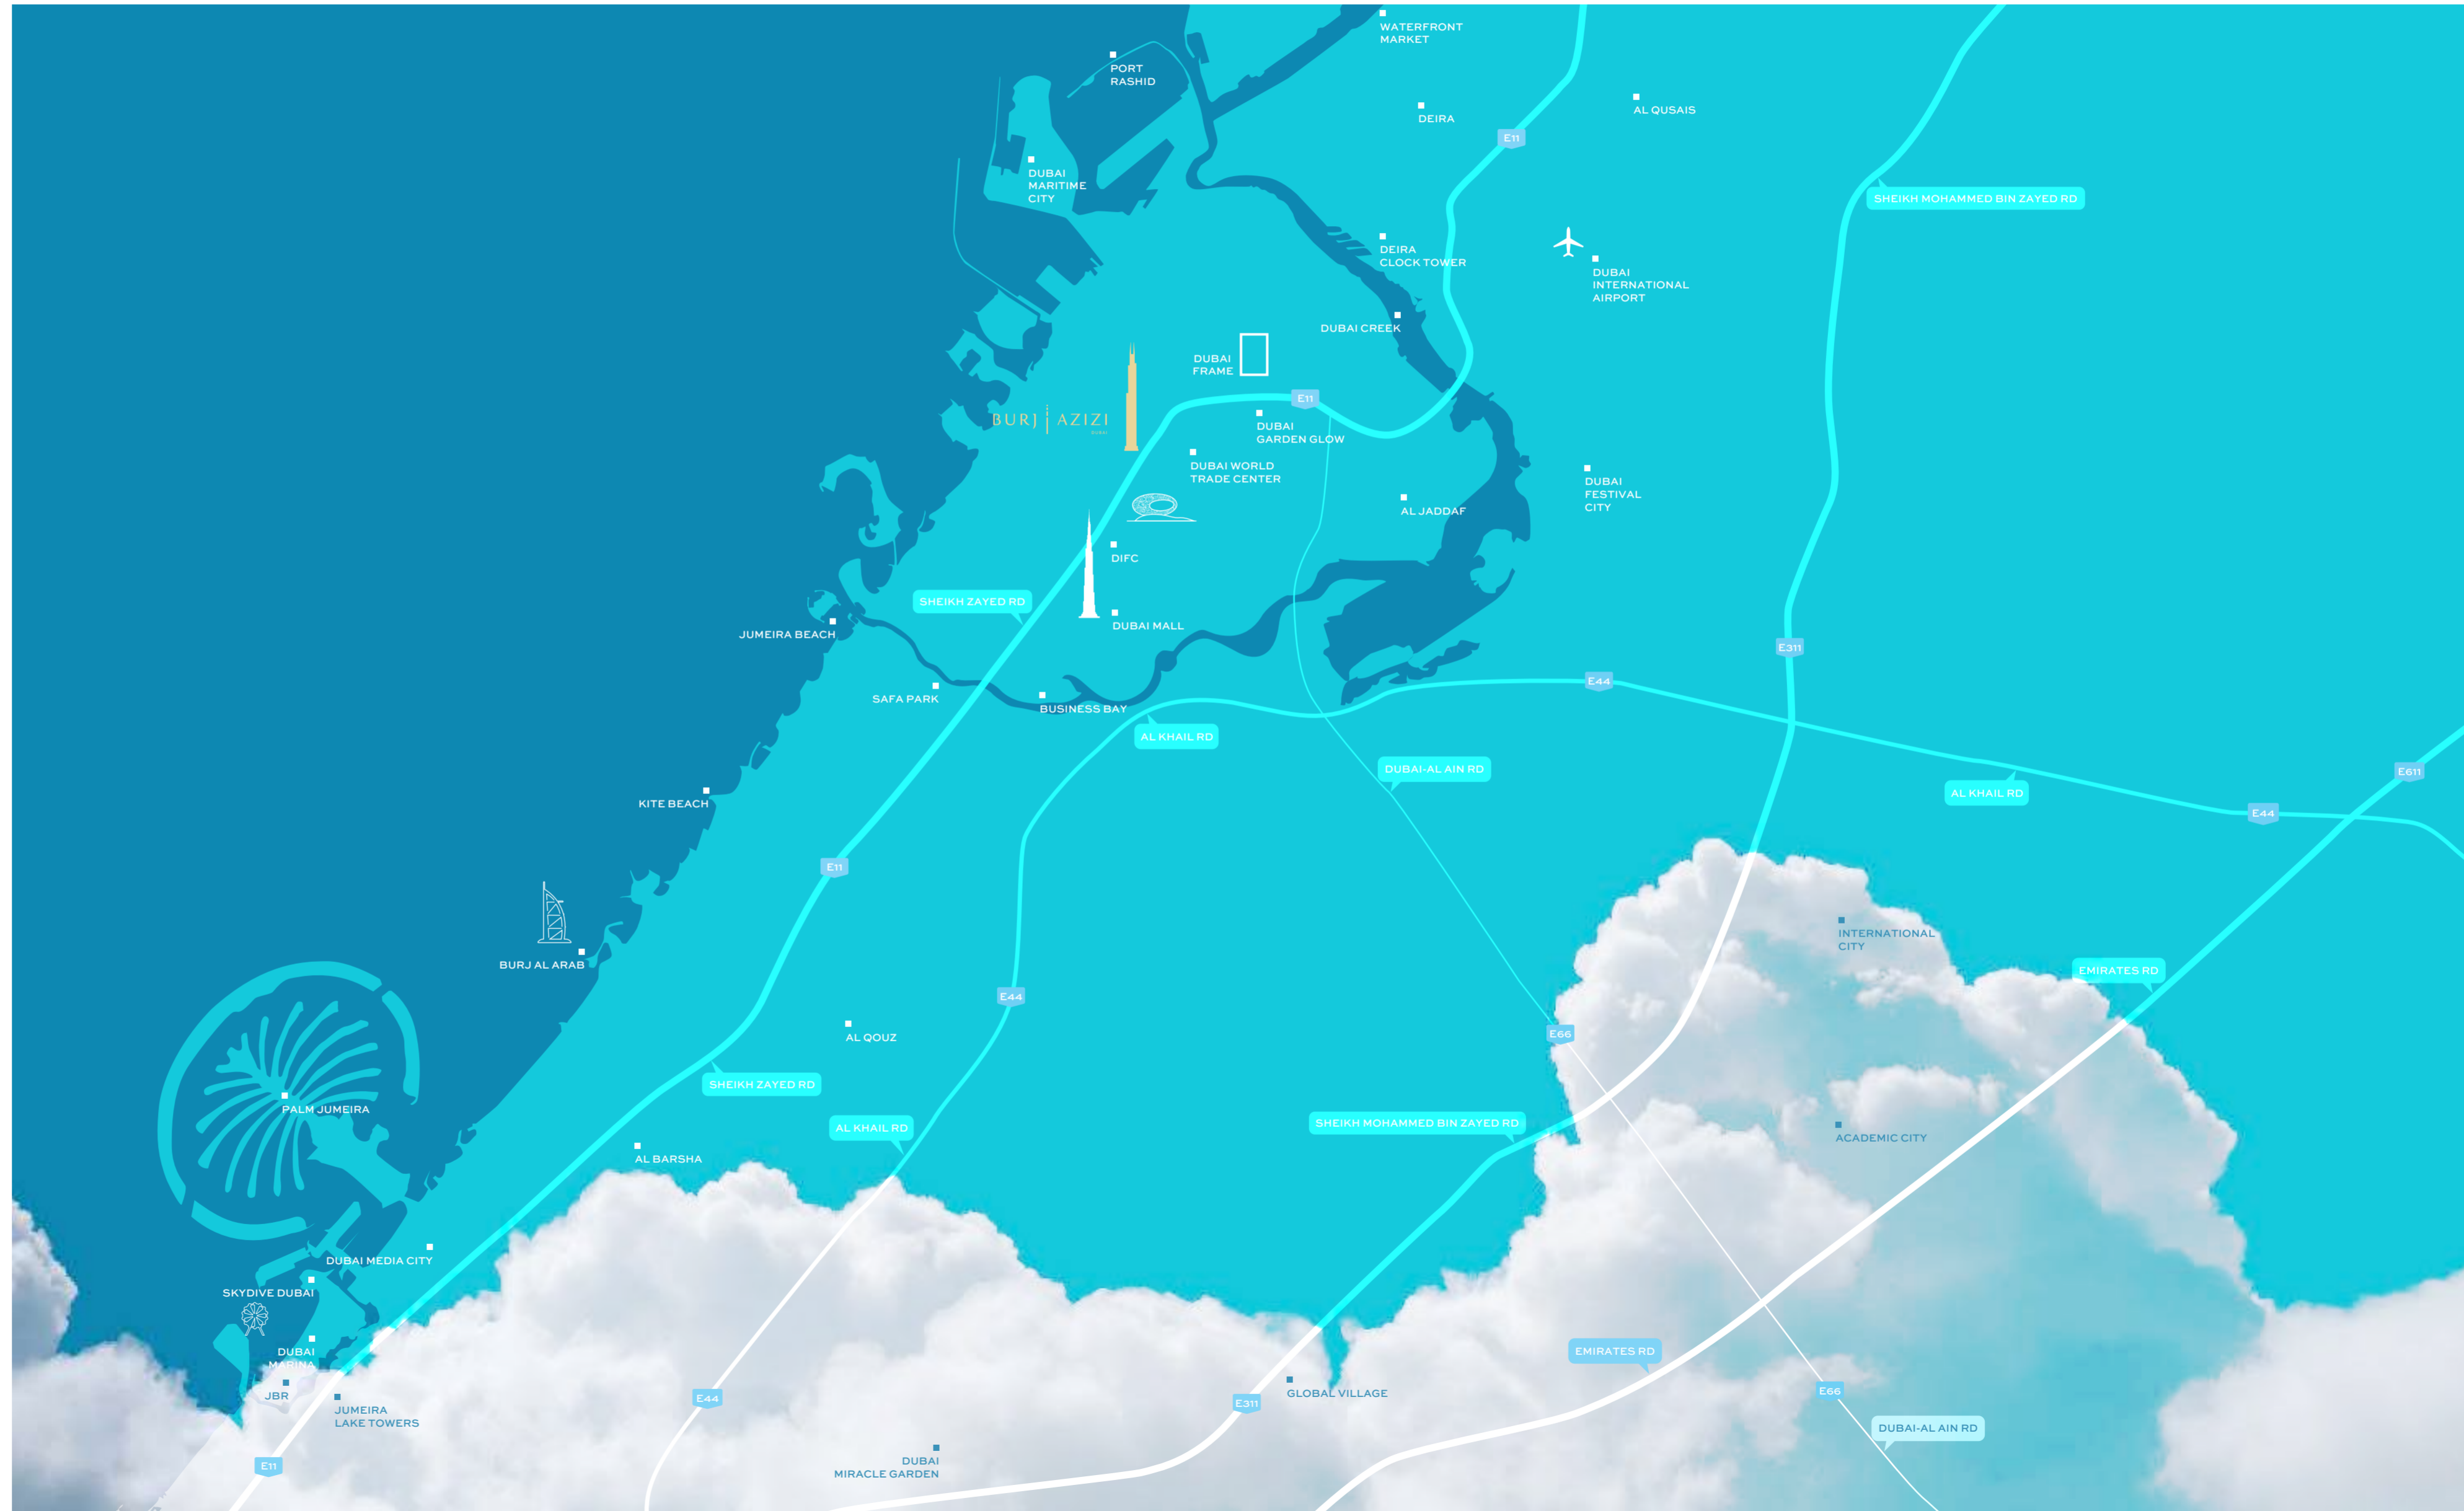 WATERFRONT
MARKET
PORT
RASHID
DEIRA
AL QUSAIS
E11
DUBAI
MARITIME
CITY
SHEIKH MOHAMMED BIN ZAYED RD
DEIRA
CLOCK TOWER
DUBAI
INTERNATIONAL
AIRPORT
DUBAI CREEK
DUBAI
FRAME
E11
BURJ AZIZI
DUBAI
GARDEN GLOW
DUBAI WORLD
TRADE CENTER
DUBAI
FESTIVAL
CITY
AL JADDAF
DIFC
SHEIKH ZAYED RD
DUBAI MALL
JUMEIRA BEACH
E311
E44
SAFA PARK
BUSINESS BAY
AL KHAIL RD
DUBAI-AL AIN RD
E611
AL KHAIL RD
KITE BEACH
E44
E11
INTERNATIONAL
CITY
BURJ AL ARAB
EMIRATES RD
E44
AL QOUZ
E66
SHEIKH ZAYED RD
PALM JUMEIRA
AL KHAIL RD
SHEIKH MOHAMMED BIN ZAYED RD
ACADEMIC CITY
AL BARSHA
DUBAI MEDIA CITY
SKYDIVE DUBAI
DUBAI
MARINA
EMIRATES RD
JBR
E44
GLOBAL VILLAGE
E311
E66
JUMEIRA
LAKE TOWERS
DUBAI-AL AIN RD
E11
DUBAI
MIRACLE GARDEN